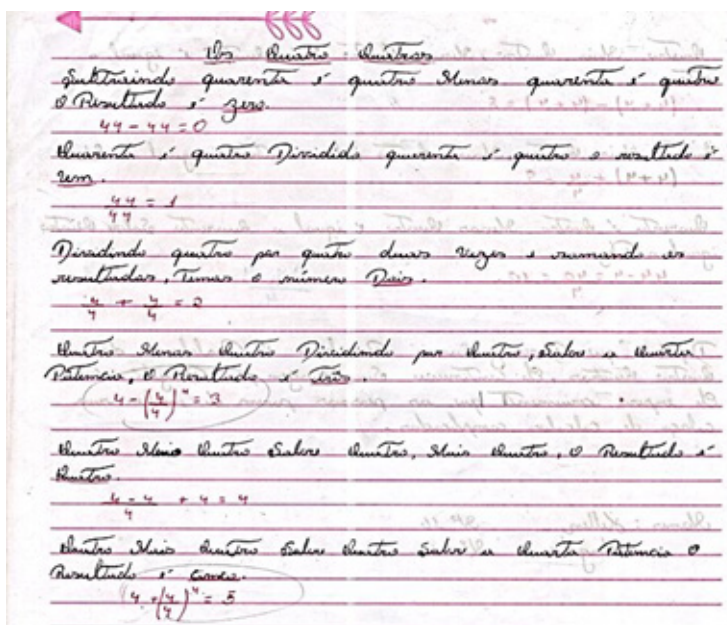 Os Quatro Quatros
Subtraindo quarenta é quatro Menos quarenta é quatro
O Resultado é zero.
44 - 44 = 0
Quarenta é quatro Dividido quarenta é quatro o resultado é
um.
44/44 = 1
Dividindo quatro por quatro duas vezes e somando os
resultados, Temos o número Dois.
4/4 + 4/4 = 2
Quatro Menos Quatro Dividindo por Quatro, Sobre a Quarta
Potencia, O Resultado é três.
4 - (4/4)⁴ = 3
Quatro Menos Quatro Sobre Quatro, Mais Quatro, O Resultado é
Quatro.
4 - 4/4 + 4 = 4
Quatro Mais Quatro Sobre Quatro Sobre a Quarta Potencia O
Resultado é cinco.
(4 + (4/4)⁴ = 5